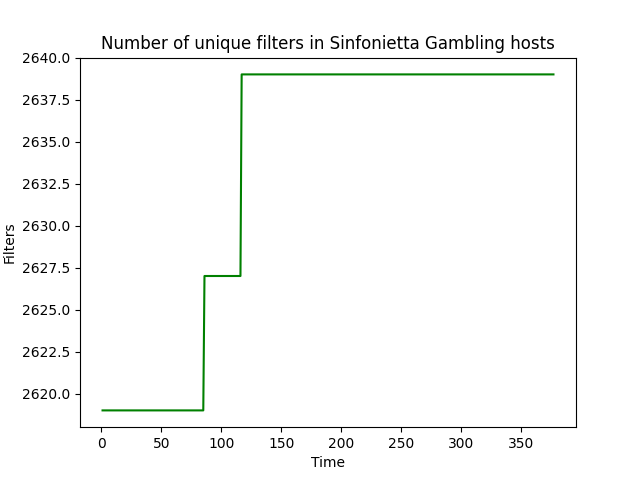 Number of unique filters in Sinfonietta Gambling hosts
2640.0
2637.5
2635.0
2632.5
2630.0
2627.5
2625.0
2622.5
2620.0
Filters
0 50 100 150 200 250 300 350
Time